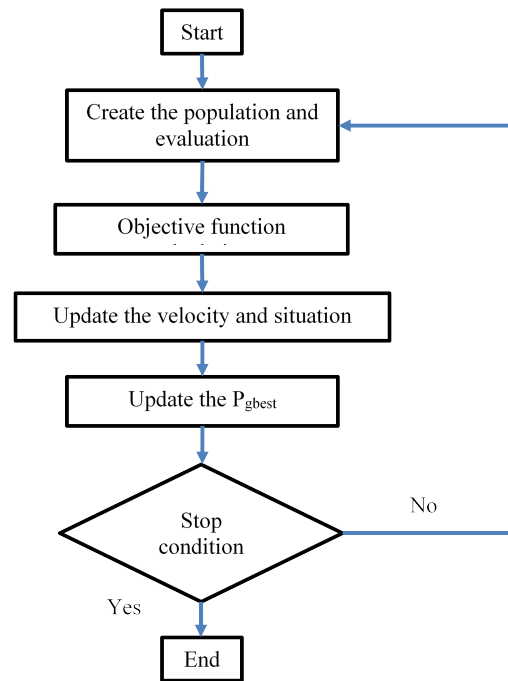 Start
Create the population and
evaluation
Objective function
Update the velocity and situation
Update the Pgbest
Stop
condition
No
Yes
End